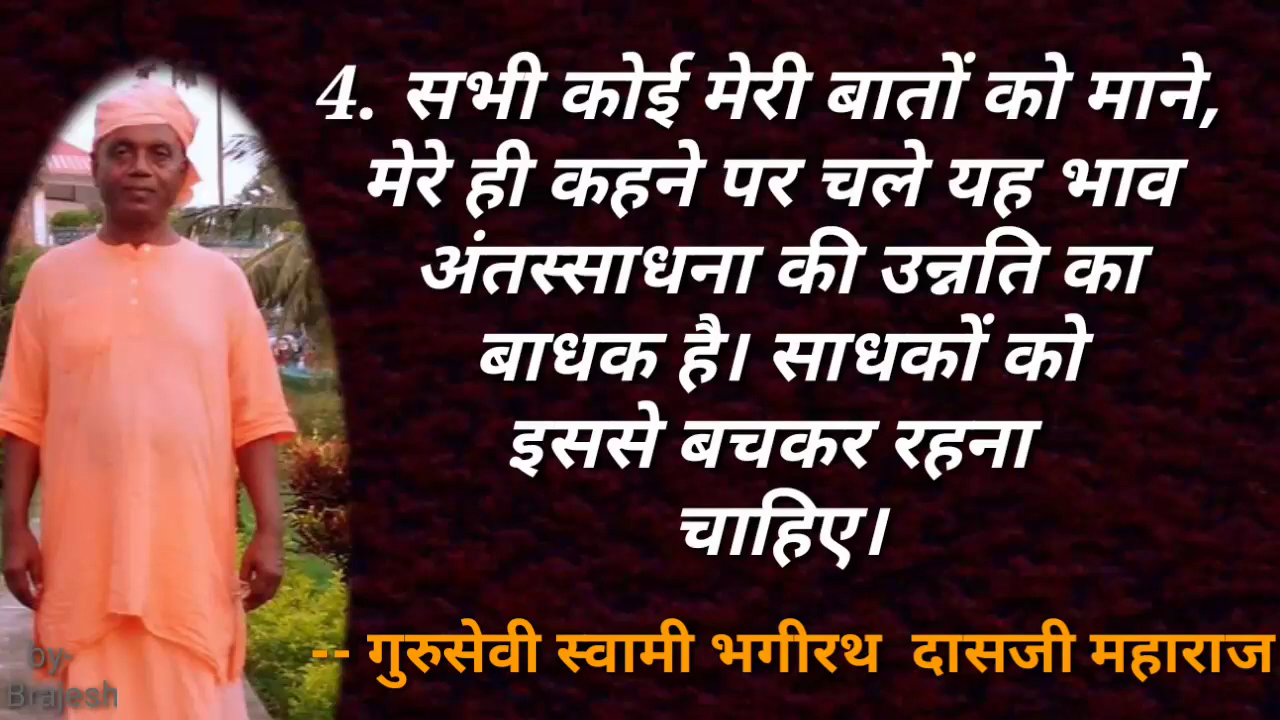 4. सभी कोई मेरी बातों को माने,
मेरे ही कहने पर चले यह भाव
अंतस्साधना की उन्नति का
बाधक है। साधकों को
इससे बचकर रहना
चाहिए।
-- गुरुसेवी स्वामी भगीरथ दासजी महाराज
by-
Brajesh